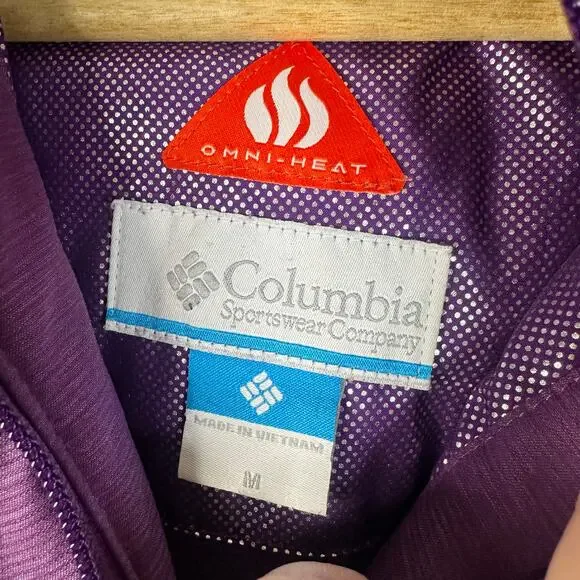 OMNI-HEAT
Columbia
Sportswear Company
MADE IN VIETNAM
M